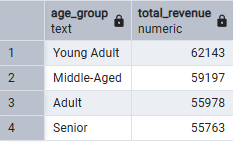 age_group total_revenue
text numeric
1 Young Adult 62143
2 Middle-Aged 59197
3 Adult 55978
4 Senior 55763